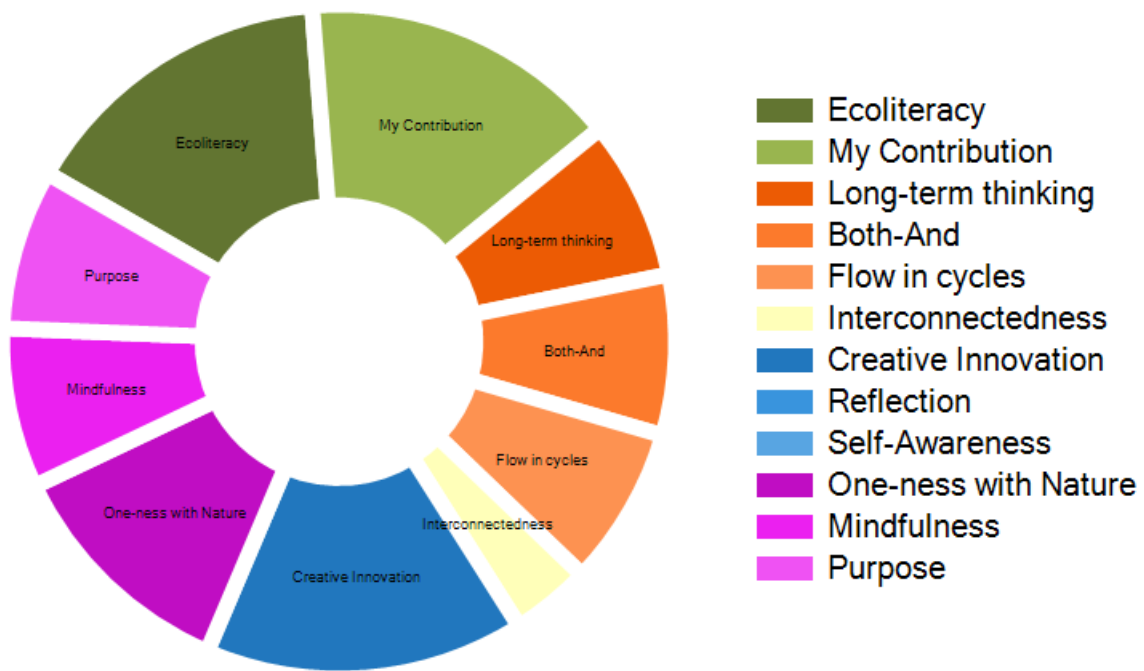 Ecoliteracy
My Contribution
Long-term thinking
Both-And
Flow in cycles
Interconnectedness
Creative Innovation
One-ness with Nature
Mindfulness
Purpose
Ecoliteracy
My Contribution
Long-term thinking
Both-And
Flow in cycles
Interconnectedness
Creative Innovation
Reflection
Self-Awareness
One-ness with Nature
Mindfulness
Purpose